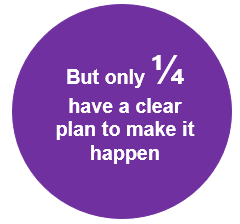 But only ¼
have a clear
plan to make it
happen